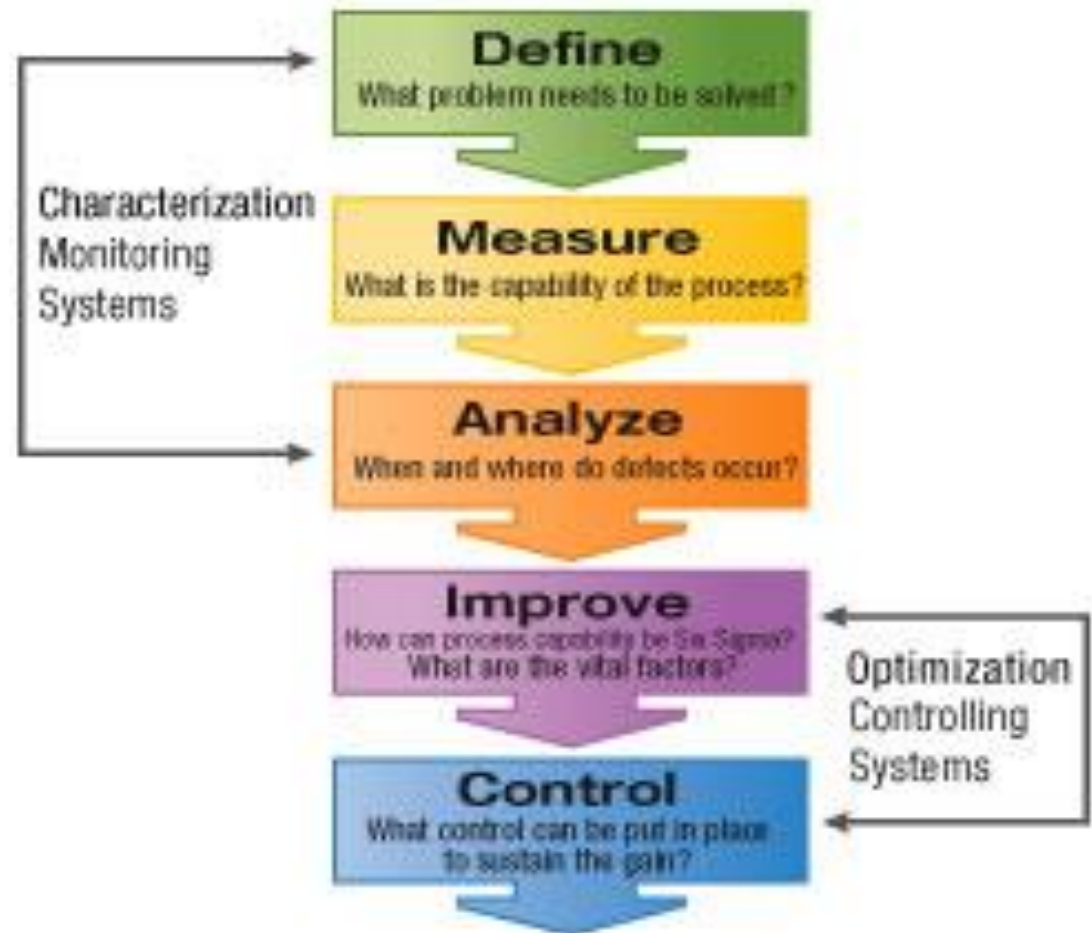 Define
What problem needs to be solved?
Characterization
Monitoring
Systems
Measure
What is the capability of the process?
Analyze
When and where do defects occur?
Improve
How can process capability be Six Sigma?
What are the vital factors?
Optimization
Controlling
Systems
Control
What control can be put in place
to sustain the gain?